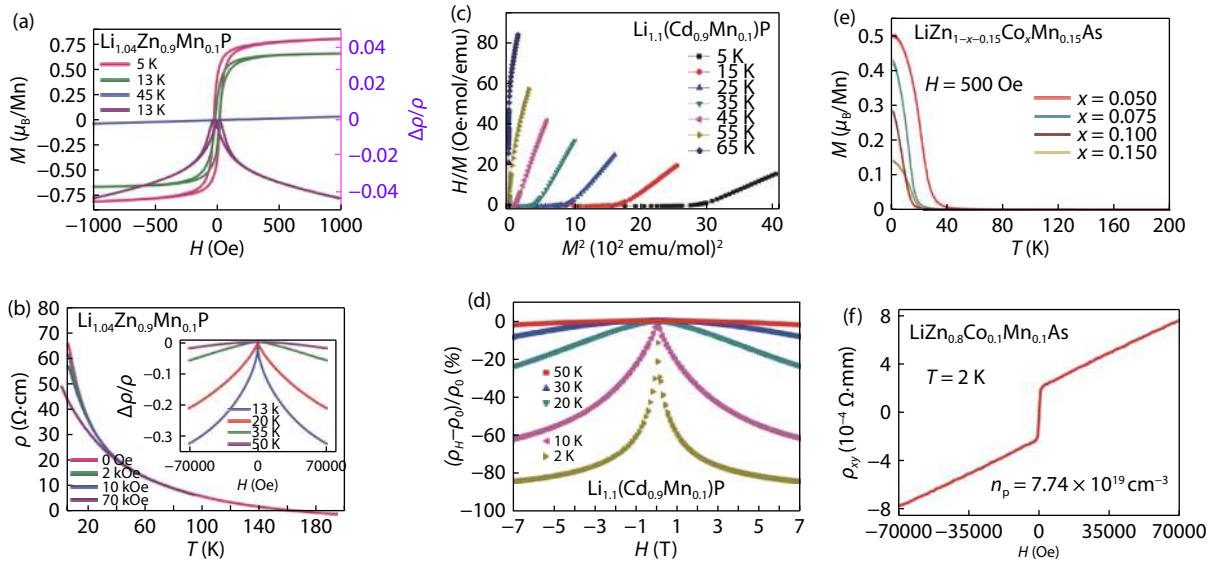 (a)
Li1.04Zn0.9Mn0.1P
5 K
13 K
45 K
13 K
0.75
0.50
0.25
0
−0.25
−0.50
−0.75
M (μB/Mn)
0.04
0.02
0
−0.02
−0.04
Δρ/ρ
−1000
−500
0
500
1000
H (Oe)
(b)
Li1.04Zn0.9Mn0.1P
80
70
60
50
40
30
20
10
0
ρ (Ω·cm)
0 Oe
2 kOe
10 kOe
70 kOe
20
60
100
140
180
T (K)
0
−0.1
−0.2
−0.3
Δρ/ρ
13 k
20 K
35 K
50 K
−70000
0
70000
H (Oe)
(c)
Li1.1(Cd0.9Mn0.1)P
80
60
40
20
0
H/M (Oe·mol/emu)
5 K
15 K
25 K
35 K
45 K
55 K
65 K
0
10
20
30
40
M2 (102 emu/mol)2
(d)
0
−20
−40
−60
−80
−100
(ρH−ρ0)/ρ0 (%)
50 K
30 K
20 K
10 K
2 K
Li1.1(Cd0.9Mn0.1)P
−7
−5
−3
−1
1
3
5
7
H (T)
(e)
LiZn1−x−0.15CoxMn0.15As
H = 500 Oe
0.5
0.4
0.3
0.2
0.1
0
M (μB/Mn)
x = 0.050
x = 0.075
x = 0.100
x = 0.150
0
40
80
120
160
200
T (K)
(f)
LiZn0.8Co0.1Mn0.1As
T = 2 K
8
4
0
−4
−8
ρxy (10−4 Ω·mm)
np = 7.74 × 1019 cm−3
−70000
−35000
0
35000
70000
H (Oe)